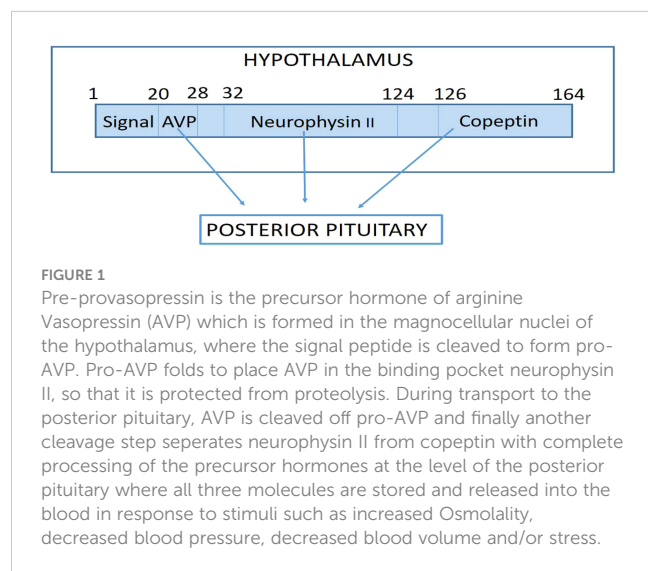 HYPOTHALAMUS
1 20 28 32 124 126 164
Signal AVP Neurophysin II Copeptin
POSTERIOR PITUITARY
FIGURE 1
Pre-provasopressin is the precursor hormone of arginine
Vasopressin (AVP) which is formed in the magnocellular nuclei of
the hypothalamus, where the signal peptide is cleaved to form pro-
AVP. Pro-AVP folds to place AVP in the binding pocket neurophysin
II, so that it is protected from proteolysis. During transport to the
posterior pituitary, AVP is cleaved off pro-AVP and finally another
cleavage step seperates neurophysin II from copeptin with complete
processing of the precursor hormones at the level of the posterior
pituitary where all three molecules are stored and released into the
blood in response to stimuli such as increased Osmolality,
decreased blood pressure, decreased blood volume and/or stress.